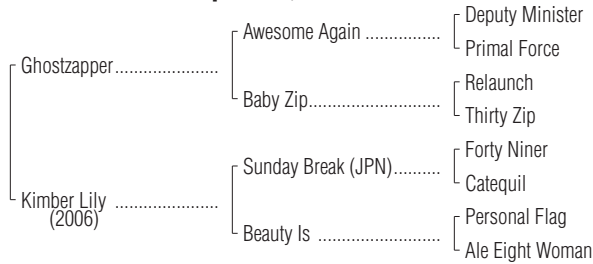 Deputy Minister
Awesome Again ................
Primal Force
Ghostzapper......................
Relaunch
Baby Zip............................
Thirty Zip
Forty Niner
Sunday Break (JPN)..........
Catequil
Kimber Lily ......................
(2006)
Personal Flag
Beauty Is ..........................
Ale Eight Woman